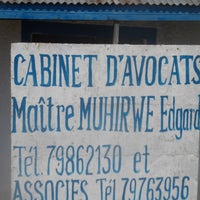 CABINET D'AVOCATS
Maître MUHIRWE Edgard
Tél. 79862130 et
ASSOCIES Tél 79763956